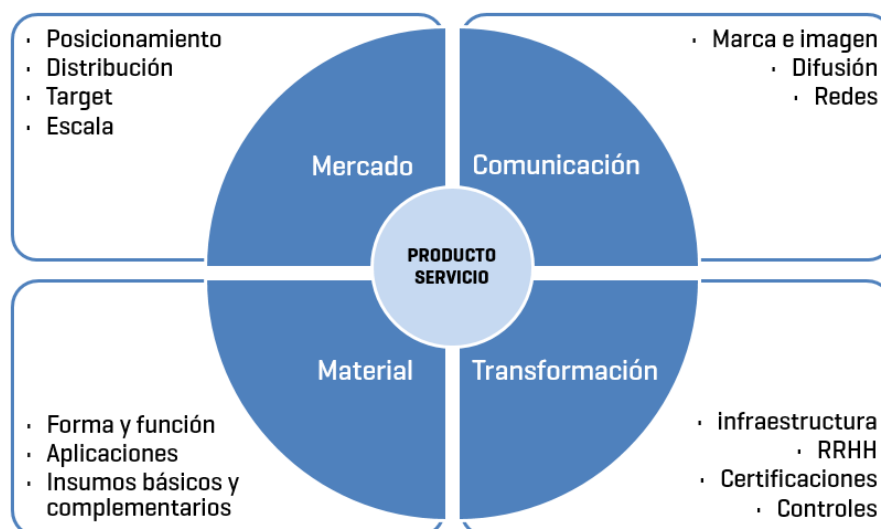 · Posicionamiento
· Distribución
· Target
· Escala
· Marca e imagen
· Difusión
· Redes
Mercado
Comunicación
PRODUCTO
SERVICIO
Material
Transformación
· Forma y función
· Aplicaciones
· Insumos básicos y
complementarios
· infraestructura
· RRHH
· Certificaciones
· Controles